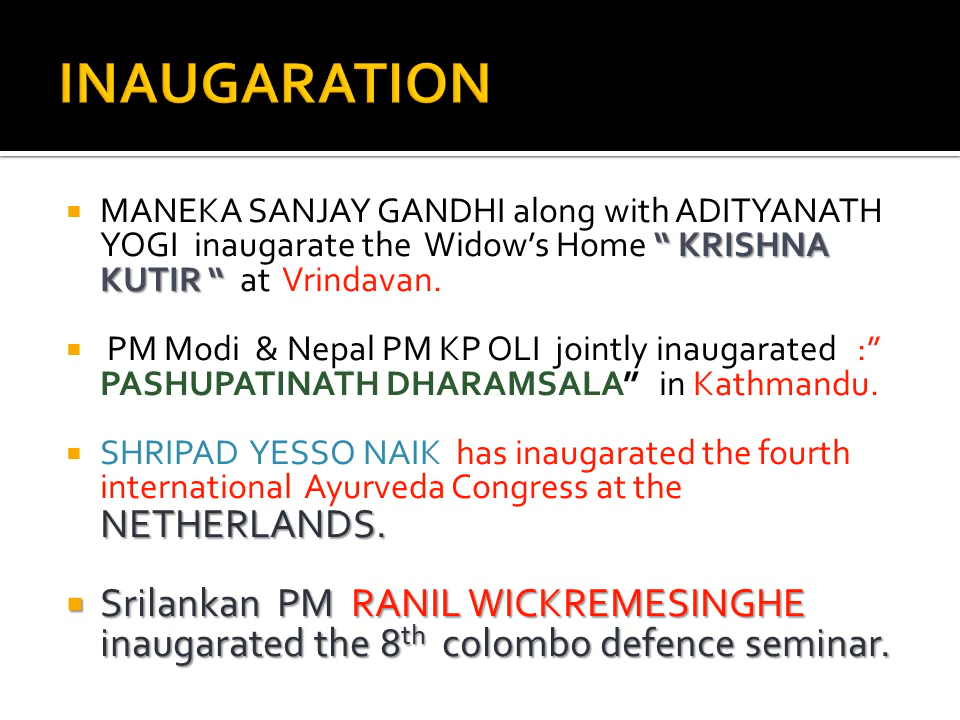 INAUGARATION
MANEKA SANJAY GANDHI along with ADITYANATH
YOGI inaugarate the Widow’s Home “ KRISHNA
KUTIR “ at Vrindavan.
PM Modi & Nepal PM KP OLI jointly inaugarated :”
PASHUPATINATH DHARAMSALA” in Kathmandu.
SHRIPAD YESSO NAIK has inaugarated the fourth
international Ayurveda Congress at the
NETHERLANDS.
Srilankan PM RANIL WICKREMESINGHE
inaugarated the 8th colombo defence seminar.